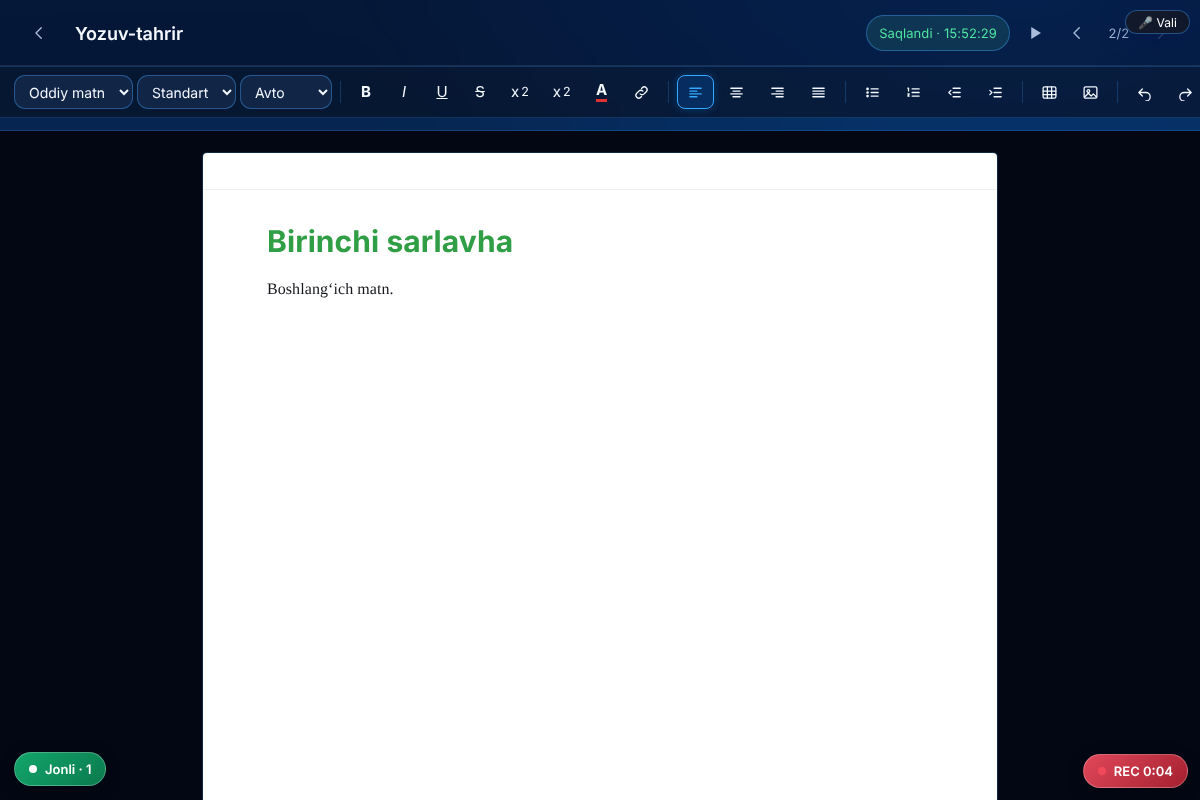 Yozuv-tahrir
Saqlandi · 15:52:29
2/2
Vali
Oddiy matn
Standart
Avto
B I U S x2 x2 A
Birinchi sarlavha
Boshlang‘ich matn.
Jonli · 1
REC 0:04